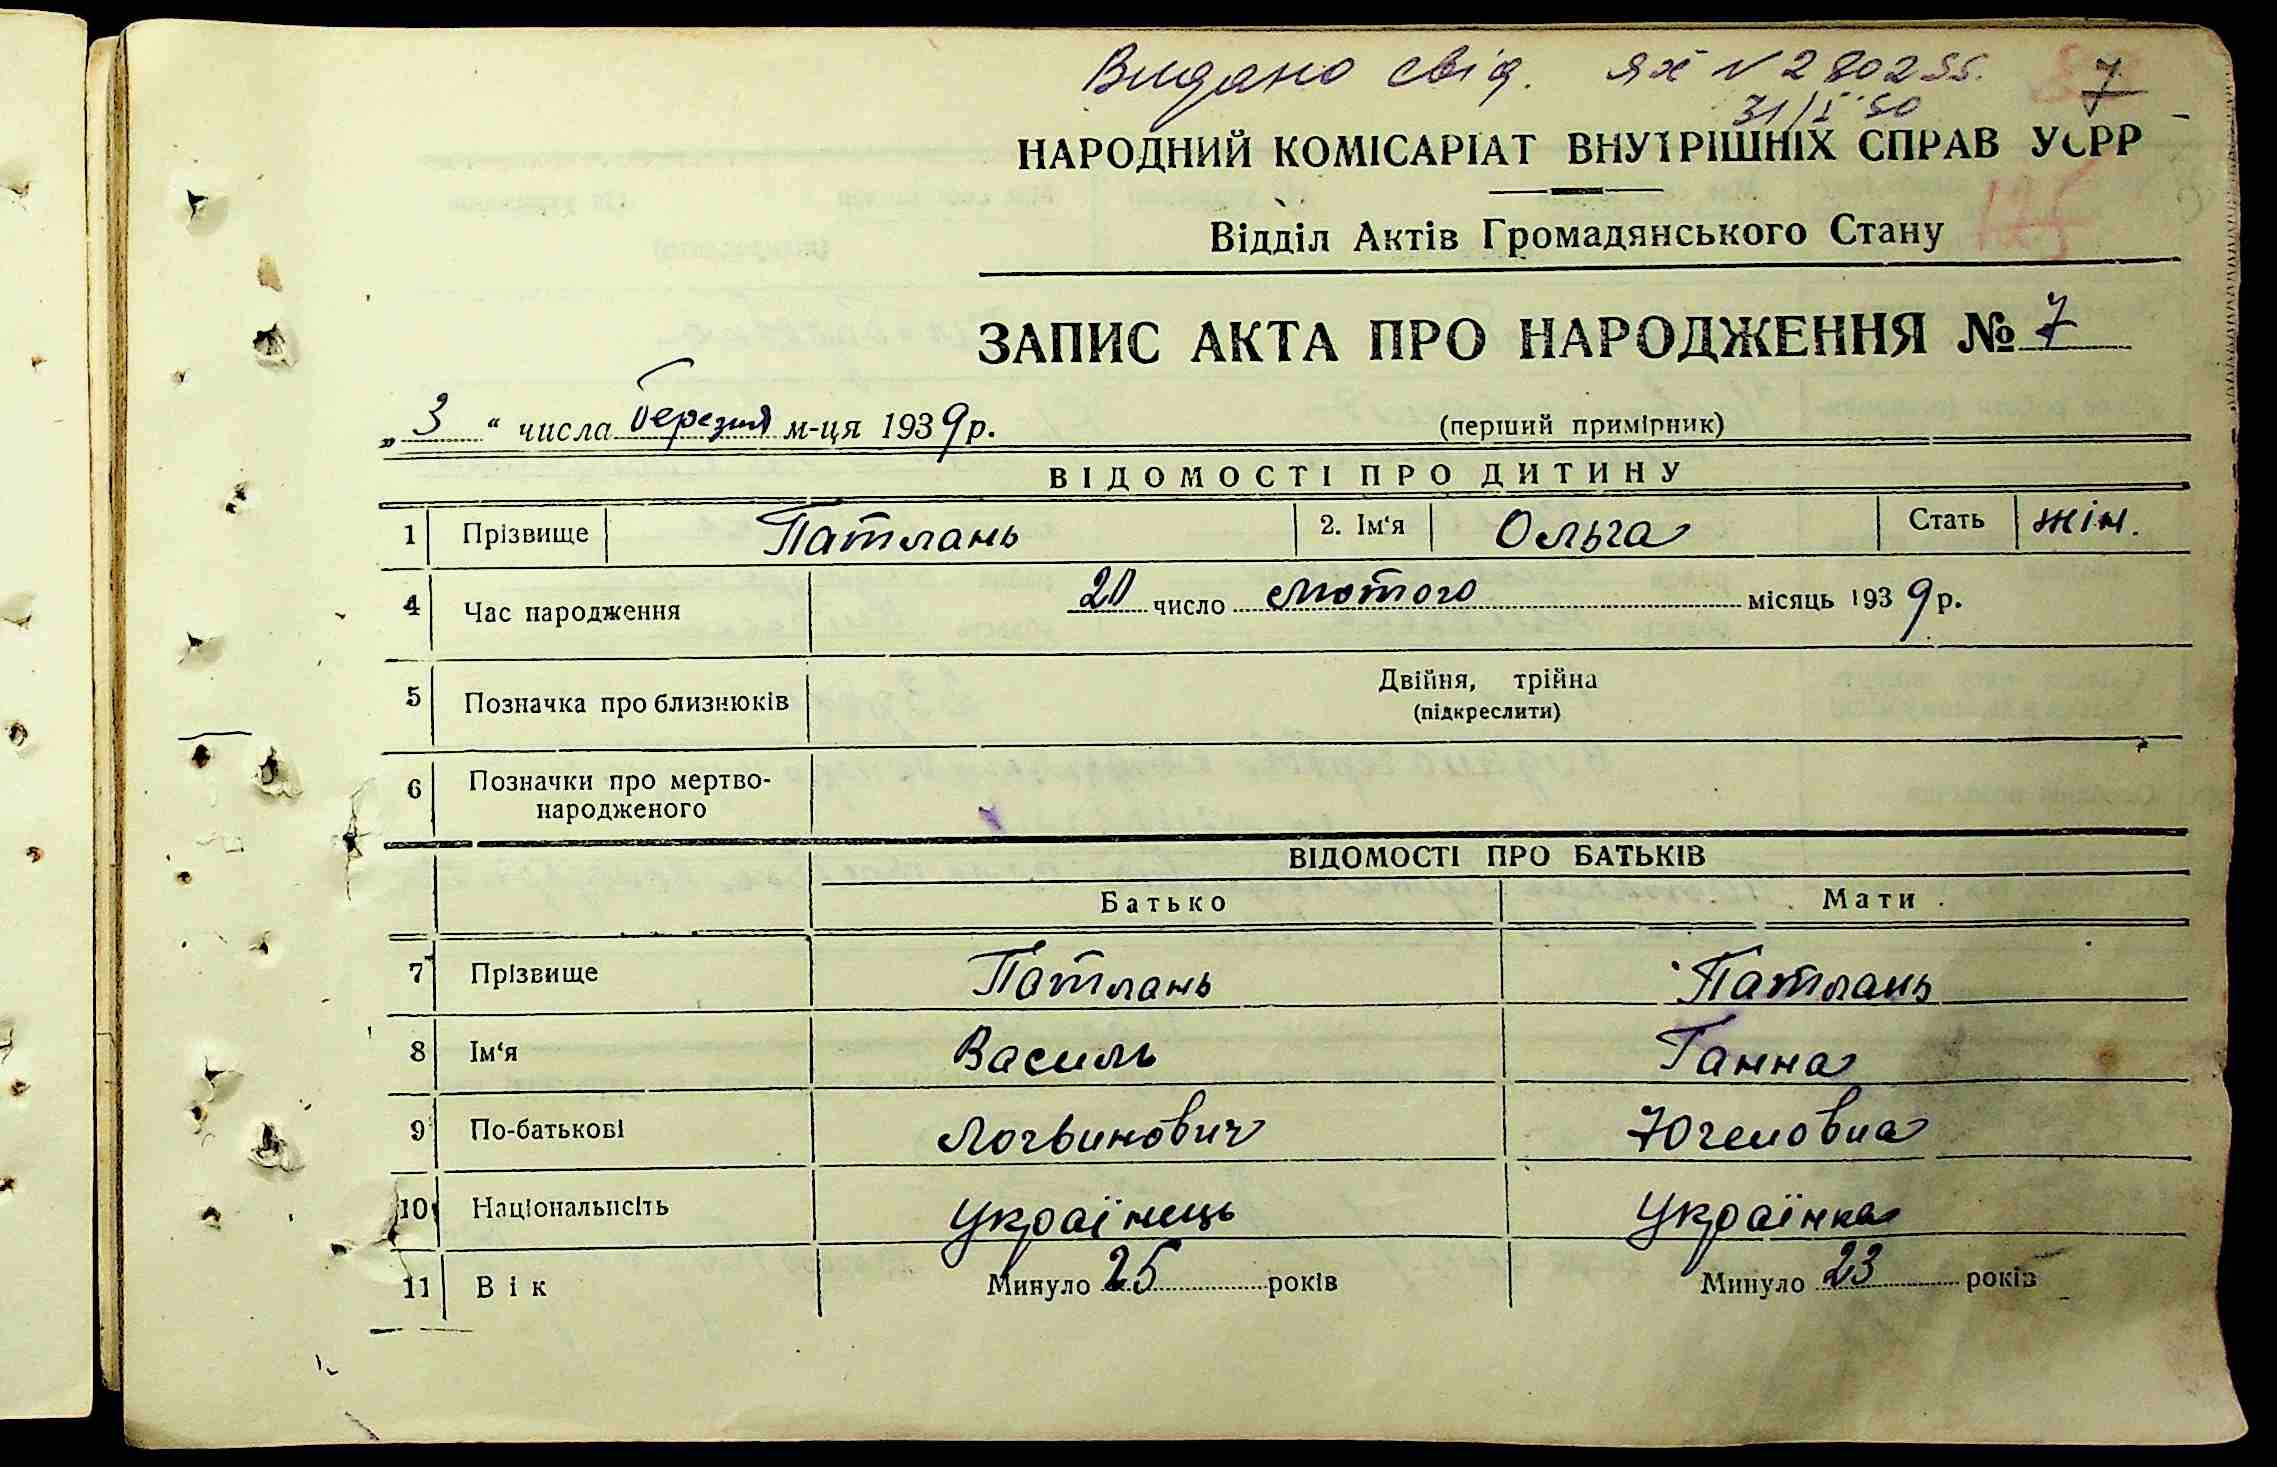 Видано свід. ЯХ № 280255. 7
31/I 50
НАРОДНИЙ КОМІСАРІАТ ВНУТРІШНІХ СПРАВ УСРР
125
Відділ Актів Громадянського Стану
ЗАПИС АКТА ПРО НАРОДЖЕННЯ № 7
„ 3 “ числа березня м-ця 1939 р. (перший примірник)
ВІДОМОСТІ ПРО ДИТИНУ
1 Прізвище Патлань 2. Ім‘я Ольга Стать жін.
4 Час народження 20 число лютого місяць 1939 р.
5 Позначка про близнюків Двійня, трійна
(підкреслити)
6 Позначки про мертво-
народженого
ВІДОМОСТІ ПРО БАТЬКІВ
Батько Мати
7 Прізвище Патлань Патлань
8 Ім‘я Василь Ганна
9 По-батькові Логвинович
10 Національність Українець Українка
11 Вік Минуло 25 років Минуло 23 років